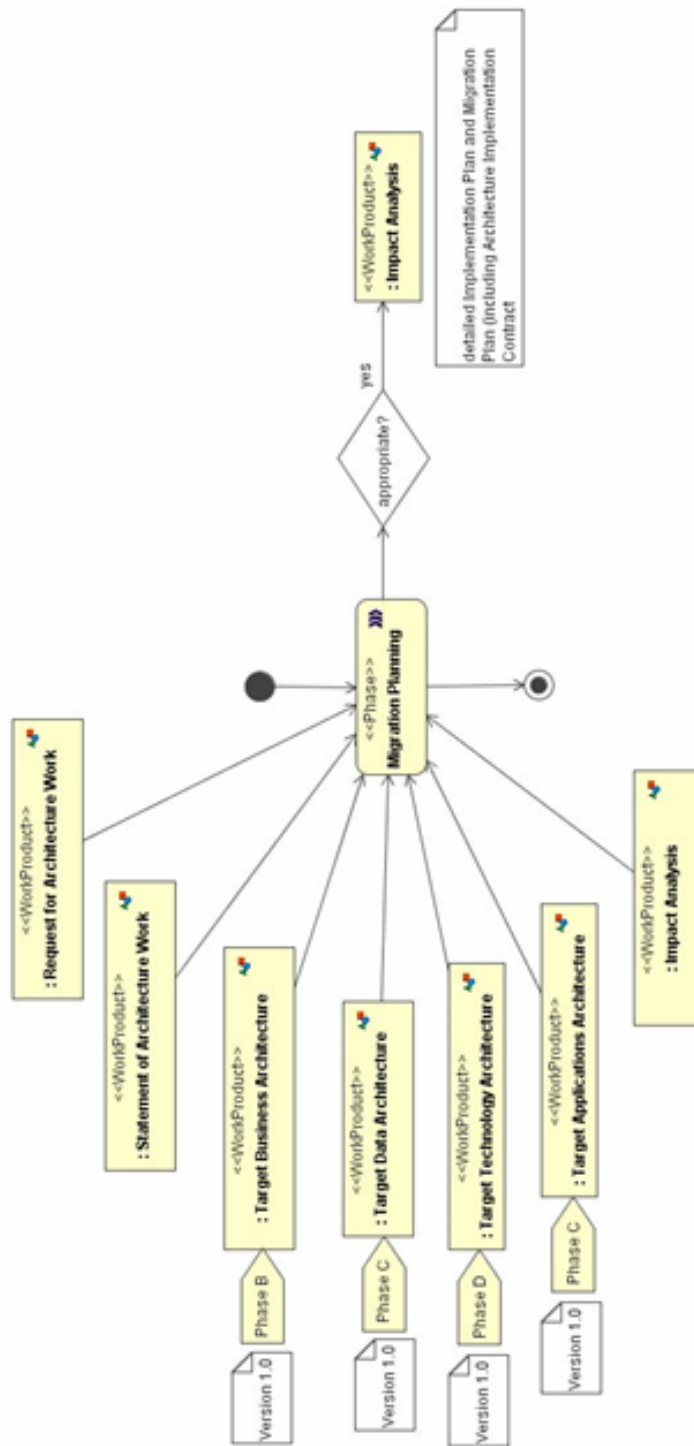 <<WorkProduct>>
: Request for Architecture Work
<<WorkProduct>>
: Statement of Architecture Work
Version 1.0
Phase B
<<WorkProduct>>
: Target Business Architecture
Version 1.0
Phase C
<<WorkProduct>>
: Target Data Architecture
Version 1.0
Phase D
<<WorkProduct>>
: Target Technology Architecture
Version 1.0
Phase C
<<WorkProduct>>
: Target Applications Architecture
<<WorkProduct>>
: Impact Analysis
<<Phase>>
Migration Planning
appropriate?
yes
<<WorkProduct>>
: Impact Analysis
detailed Implementation Plan and Migration
Plan (including Architecture Implementation
Contract